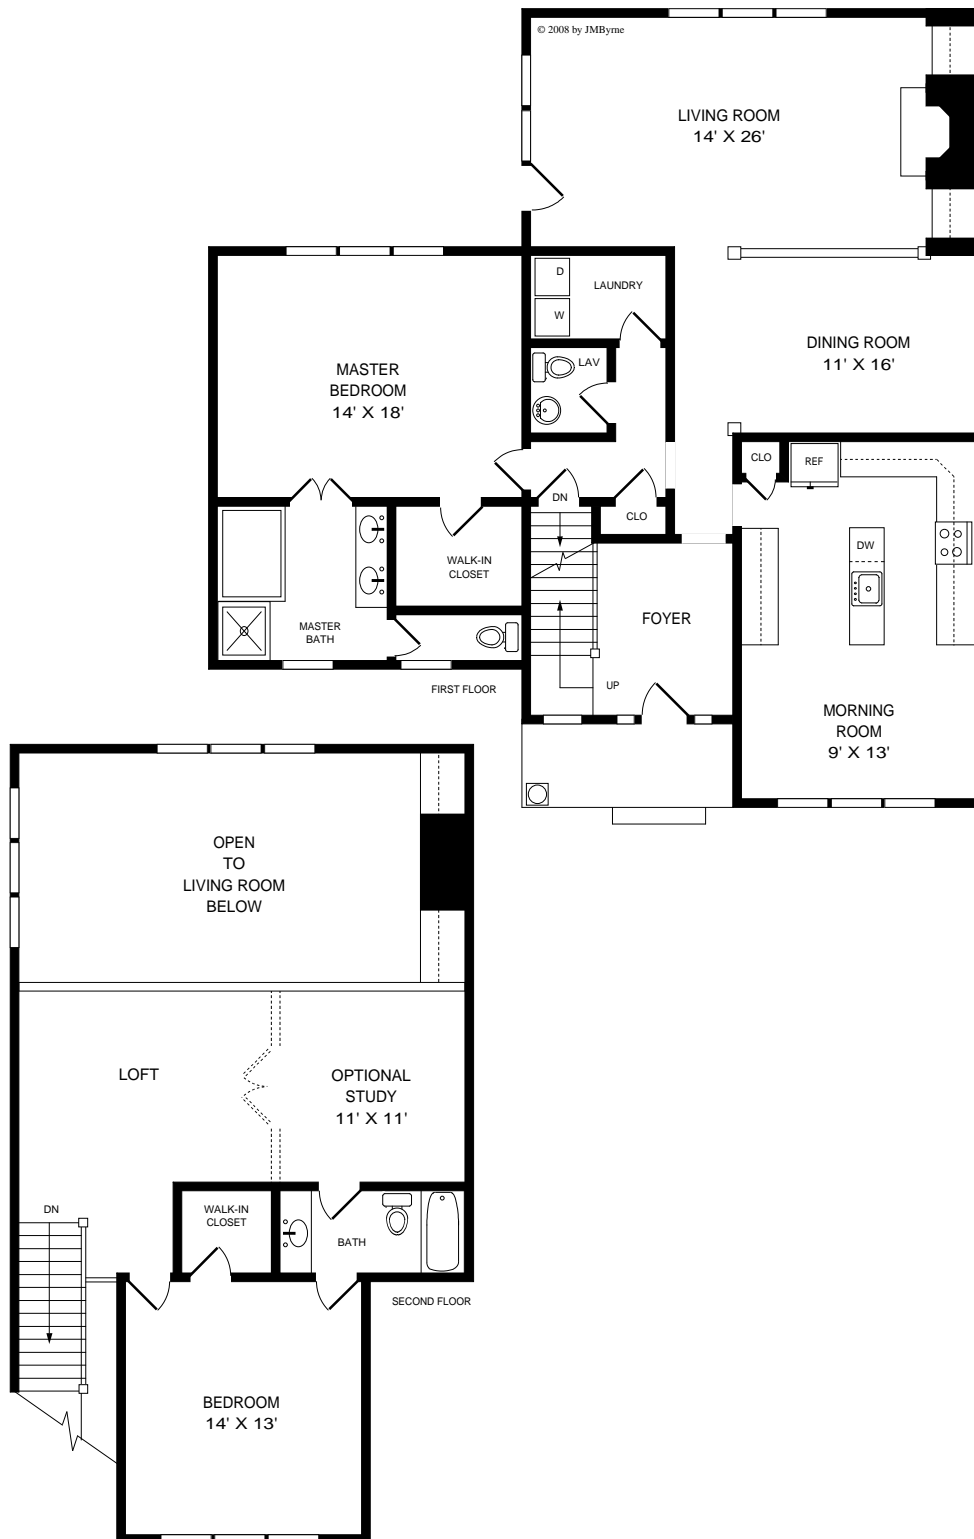 © 2008 by JMByrne
LIVING ROOM
14' X 26'
D
W
LAUNDRY
LAV
DINING ROOM
11' X 16'
MASTER
BEDROOM
14' X 18'
CLO
REF
DN
CLO
WALK-IN
CLOSET
DW
MASTER
BATH
FOYER
UP
FIRST FLOOR
MORNING
ROOM
9' X 13'
OPEN
TO
LIVING ROOM
BELOW
LOFT
OPTIONAL
STUDY
11' X 11'
DN
WALK-IN
CLOSET
BATH
SECOND FLOOR
BEDROOM
14' X 13'